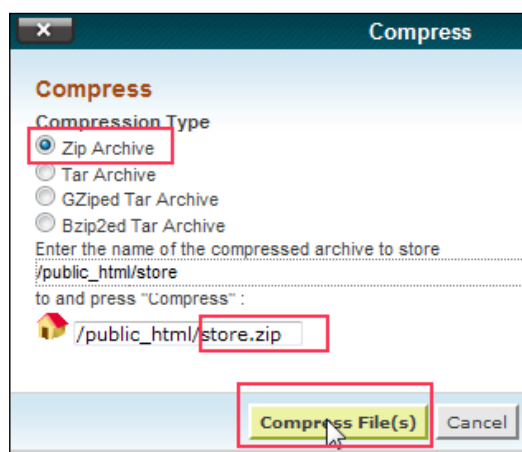 Compress
Compress
Compression Type
Zip Archive
Tar Archive
GZiped Tar Archive
Bzip2ed Tar Archive
Enter the name of the compressed archive to store
/public_html/store
to and press "Compress" :
/public_html/store.zip
Compress File(s) Cancel